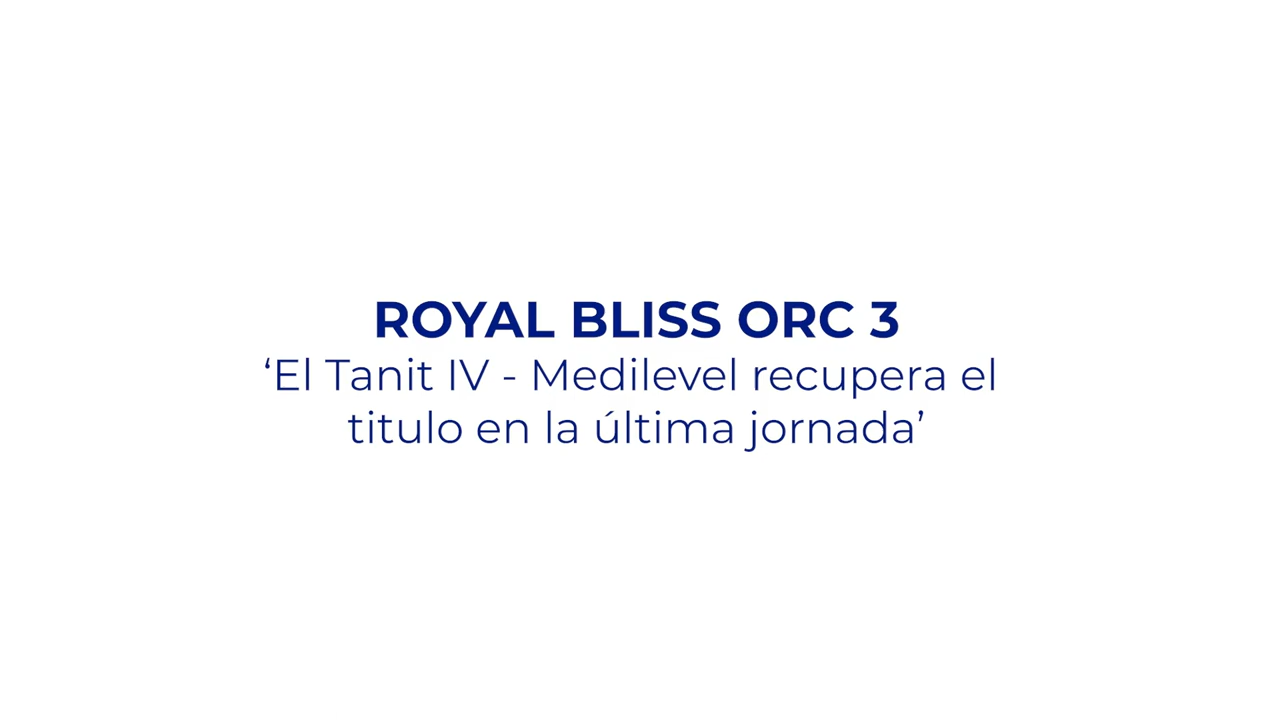 ROYAL BLISS ORC 3
‘El Tanit IV - Medilevel recupera el
titulo en la última jornada’